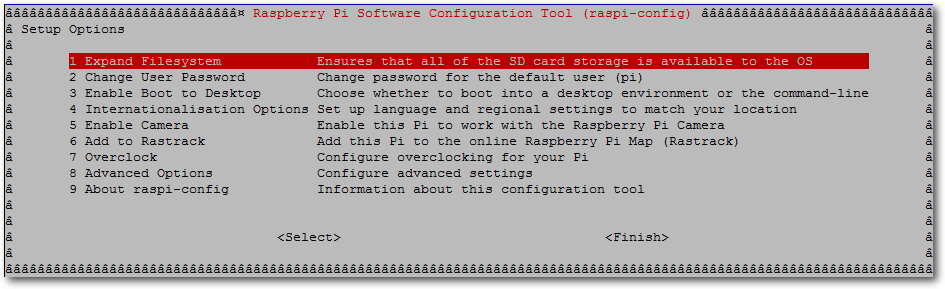 âââââââââââââââââââââââââââââ¤ Raspberry Pi Software Configuration Tool (raspi-config) âââââââââââââââââââââââââââââ
â Setup Options â
â â
â 1 Expand Filesystem Ensures that all of the SD card storage is available to the OS â
â 2 Change User Password Change password for the default user (pi) â
â 3 Enable Boot to Desktop Choose whether to boot into a desktop environment or the command-line â
â 4 Internationalisation Options Set up language and regional settings to match your location â
â 5 Enable Camera Enable this Pi to work with the Raspberry Pi Camera â
â 6 Add to Rastrack Add this Pi to the online Raspberry Pi Map (Rastrack) â
â 7 Overclock Configure overclocking for your Pi â
â 8 Advanced Options Configure advanced settings â
â 9 About raspi-config Information about this configuration tool â
â â
â â
â <Select> <Finish> â
â â
ââââââââââââââââââââââââââââââââââââââââââââââââââââââââââââââââââââââââââââââââââââââââââââââââââââââââââââââââââââ